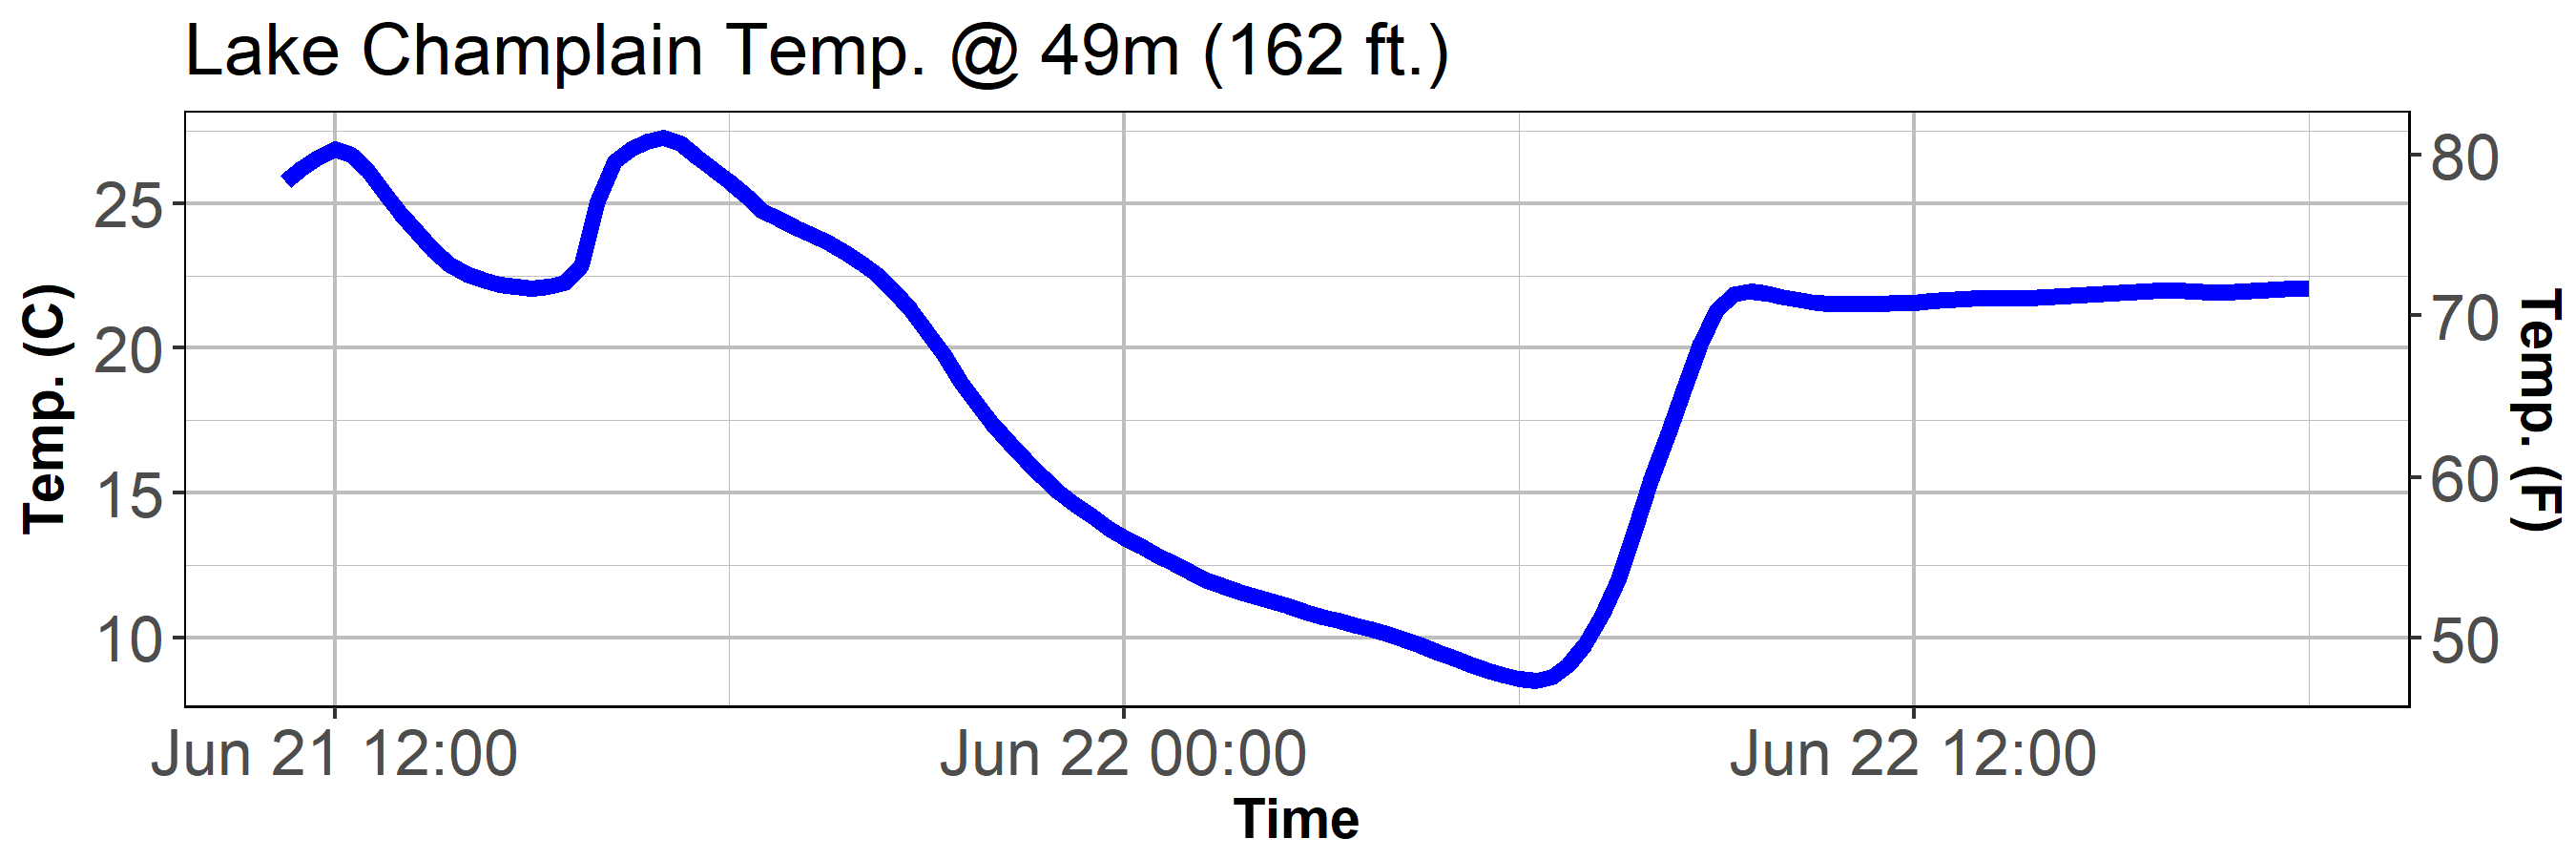 Lake Champlain Temp. @ 49m (162 ft.)
Temp. (C)
25
20
15
10
80
70
60
50
Temp. (F)
Jun 21 12:00
Jun 22 00:00
Jun 22 12:00
Time